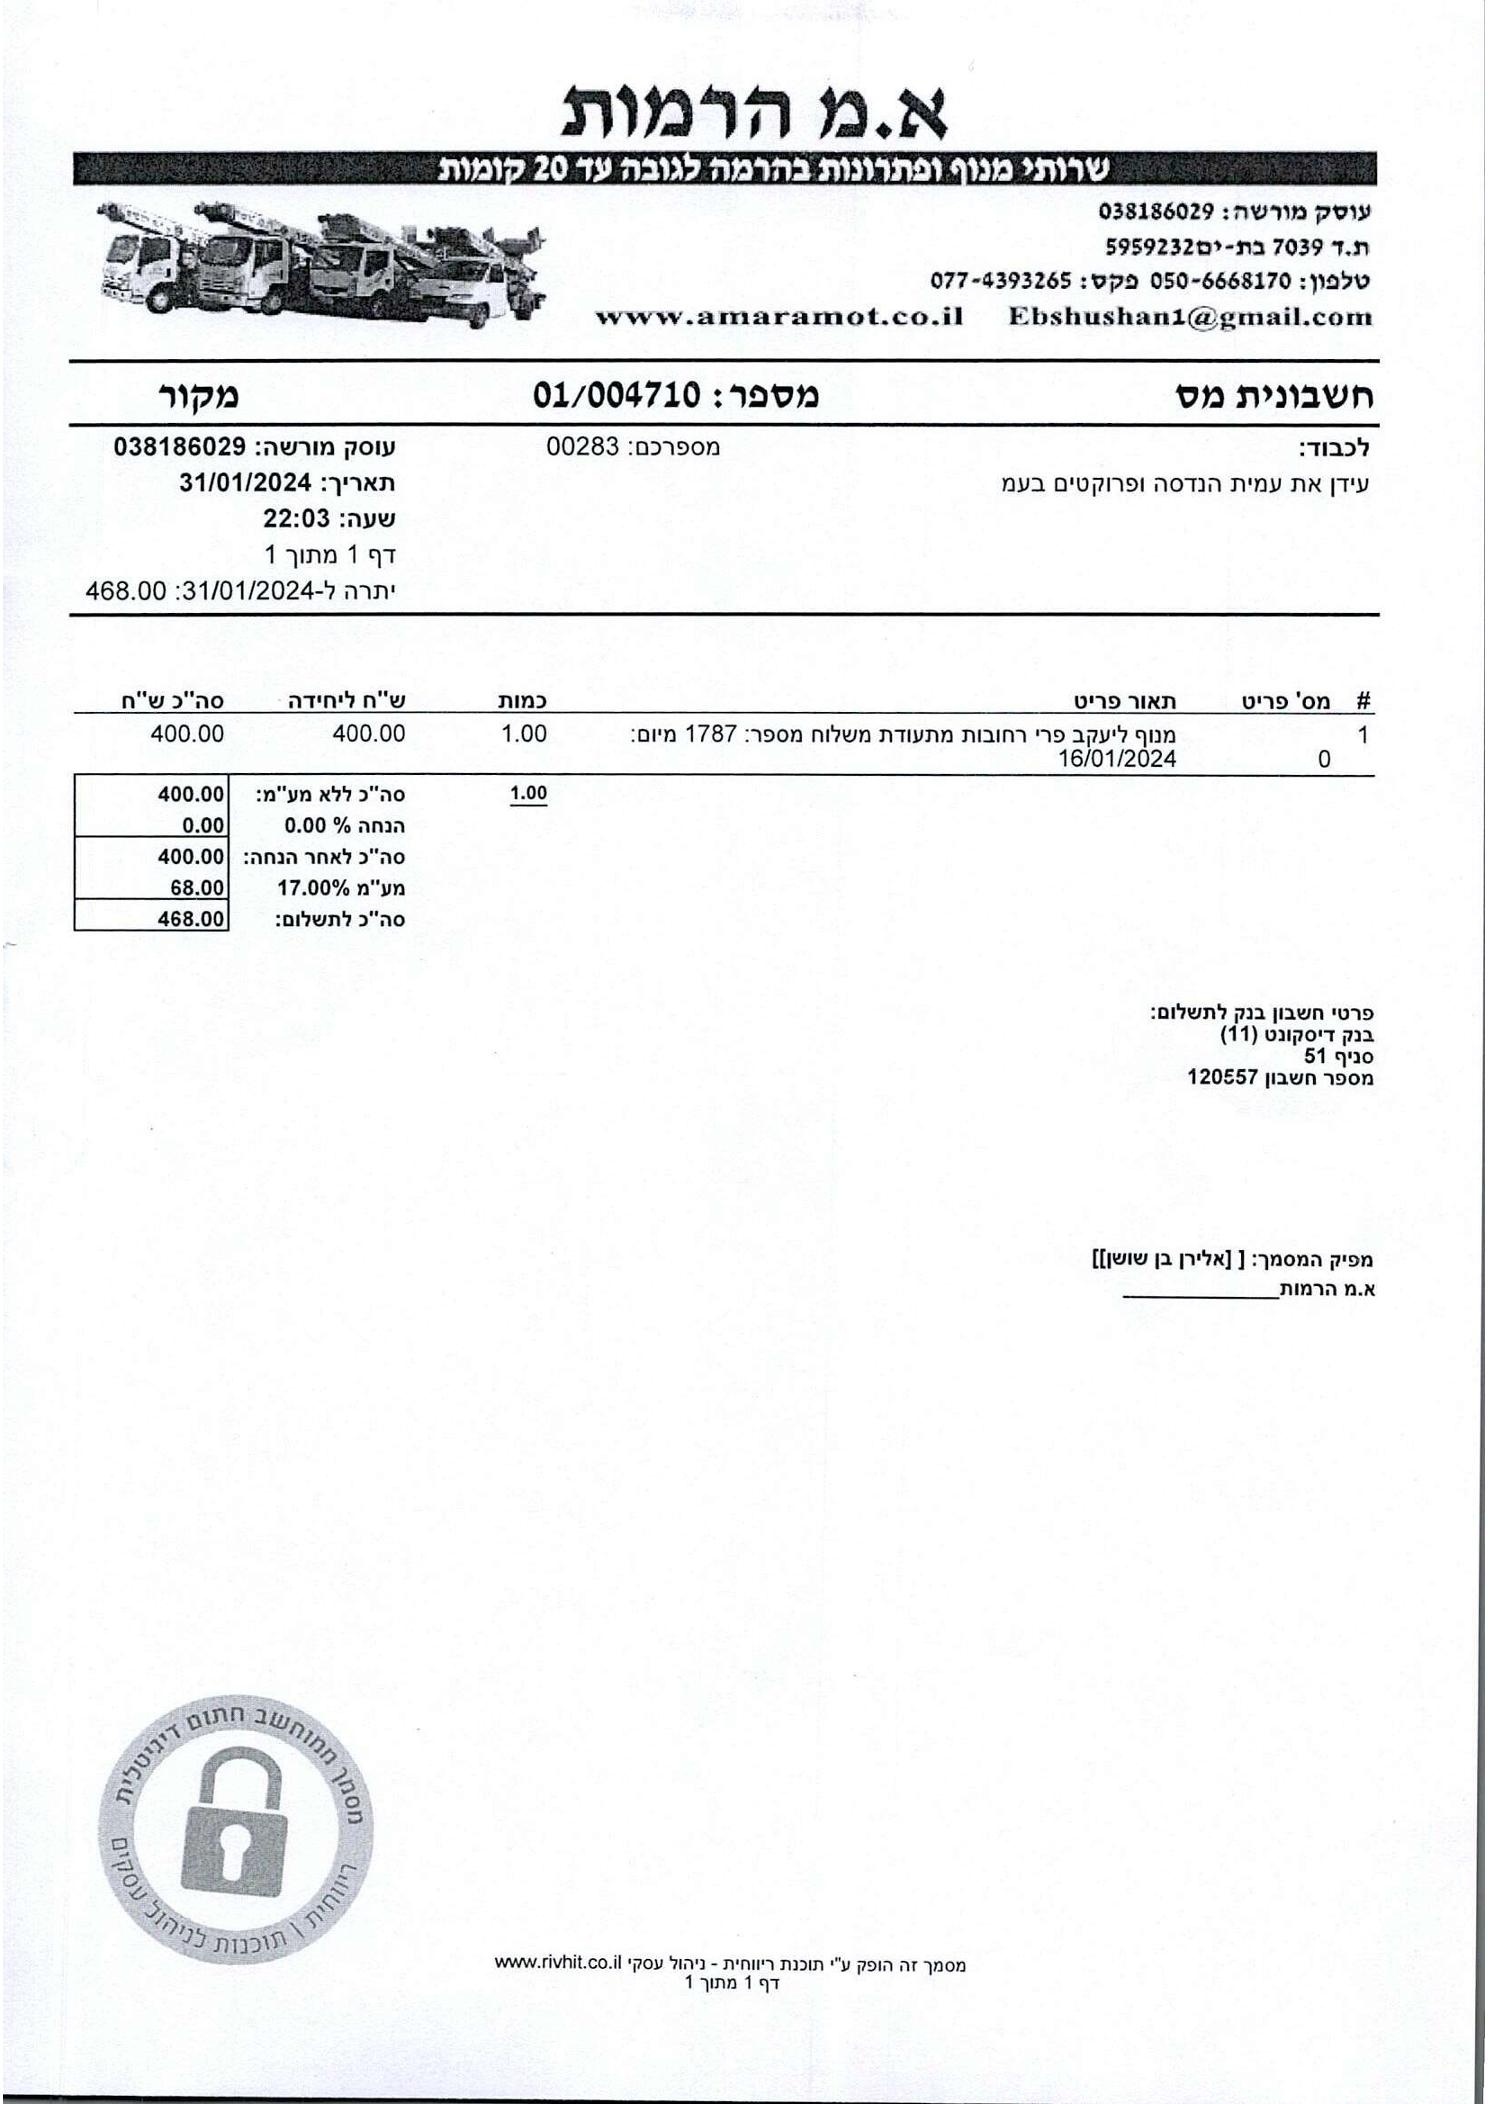 א.מ הרמות
שרותי מנוף ופתרונות בהרמה לגובה עד 20 קומות
עוסק מורשה: 038186029
ת.ד 7039 בת-ים5959232
טלפון: 050-6668170 פקס: 077-4393265
www.amaramot.co.il Ebshushan1@gmail.com
חשבונית מס מספר: 01/004710 מקור
לכבוד: מספרכם: 00283 עוסק מורשה: 038186029
עידן את עמית הנדסה ופרוקטים בעמ תאריך: 31/01/2024
שעה: 22:03
דף 1 מתוך 1
יתרה ל-31/01/2024: 468.00
# מס' פריט תאור פריט כמות ש"ח ליחידה סה"כ ש"ח
1 מנוף ליעקב פרי רחובות מתעודת משלוח מספר: 1787 מיום: 1.00 400.00 400.00
0 16/01/2024
1.00 סה"כ ללא מע"מ: 400.00
הנחה % 0.00 0.00
סה"כ לאחר הנחה: 400.00
מע"מ 17.00% 68.00
סה"כ לתשלום: 468.00
פרטי חשבון בנק לתשלום:
בנק דיסקונט (11)
סניף 51
מספר חשבון 120557
מפיק המסמך: [ [אלירן בן שושן]]
א.מ הרמות______________
מסמך ממוחשב חתום דיגיטלית
ריווחית | תוכנות לניהול עסקים
מסמך זה הופק ע"י תוכנת ריווחית - ניהול עסקי www.rivhit.co.il
דף 1 מתוך 1